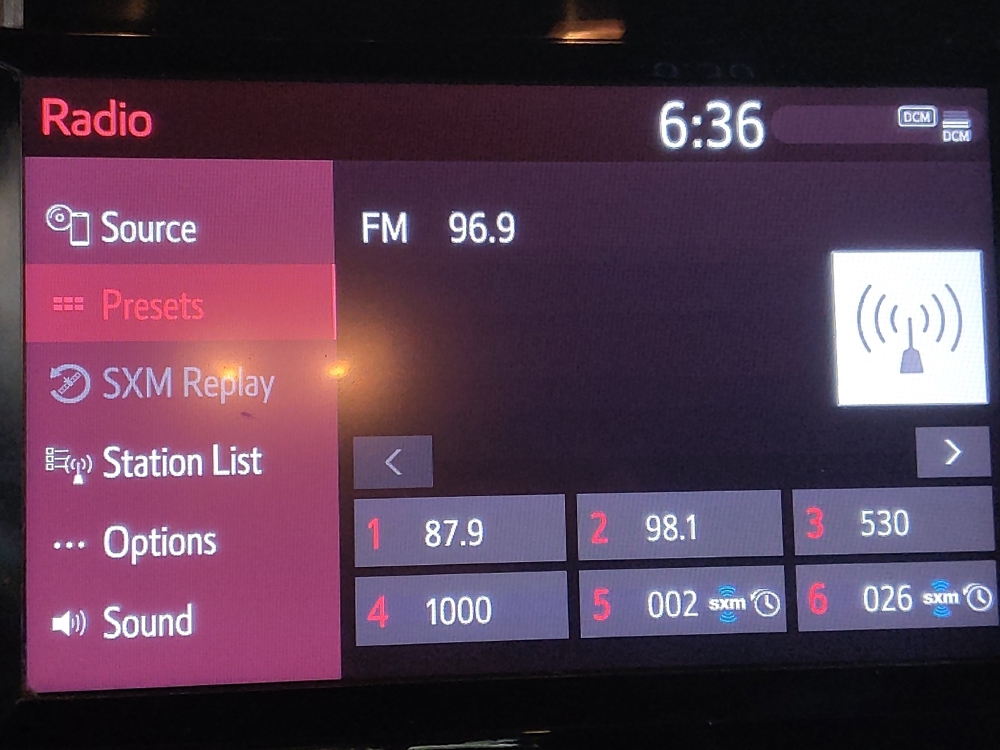 Radio
6:36
DCM
DCM
Source
Presets
SXM Replay
Station List
Options
Sound
FM 96.9
<
>
1 87.9
2 98.1
3 530
4 1000
5 002 sxm
6 026 sxm